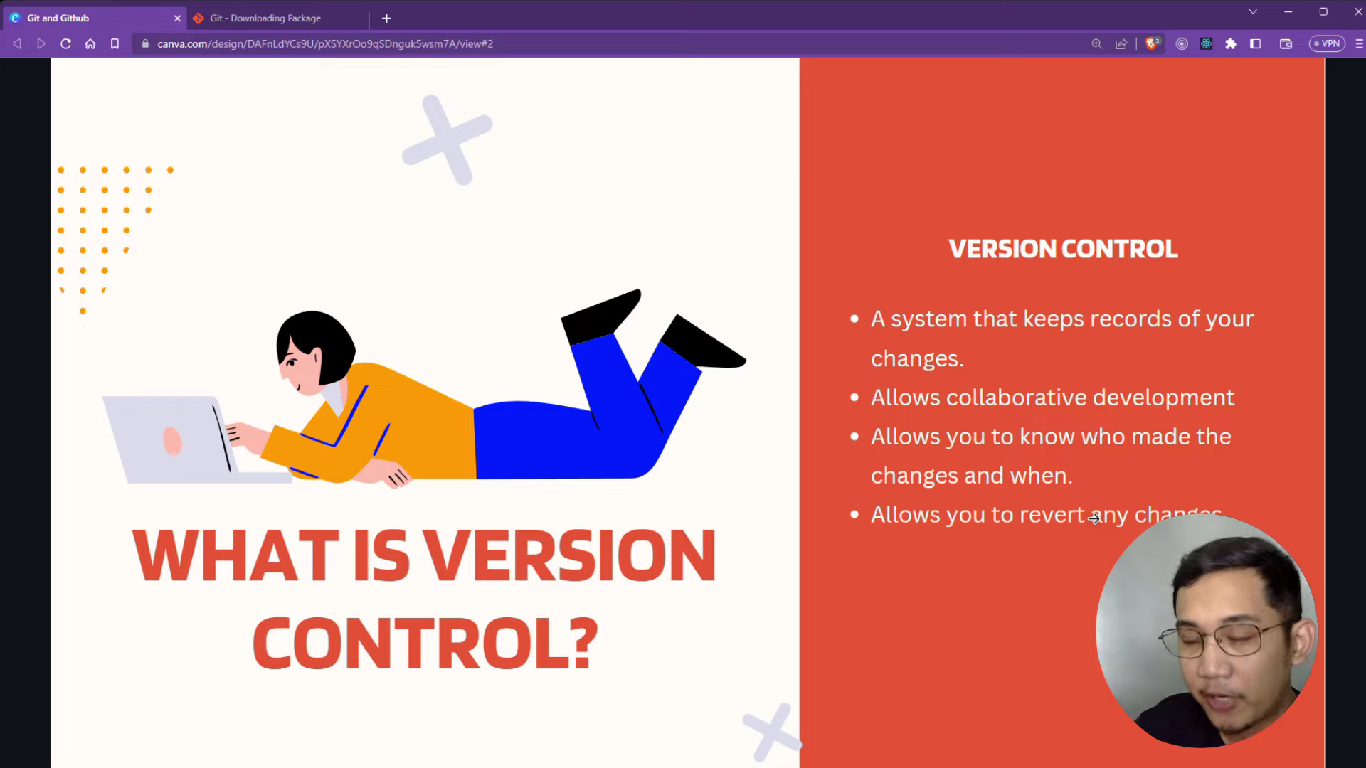 Git and Github
Git - Downloading Package
canva.com/design/DAFnLdYCs9U/pXSYXrOo9qSDnguk5wsm7A/view#2
VPN
VERSION CONTROL
• A system that keeps records of your
changes.
• Allows collaborative development
• Allows you to know who made the
changes and when.
• Allows you to revert any changes
WHAT IS VERSION
CONTROL?